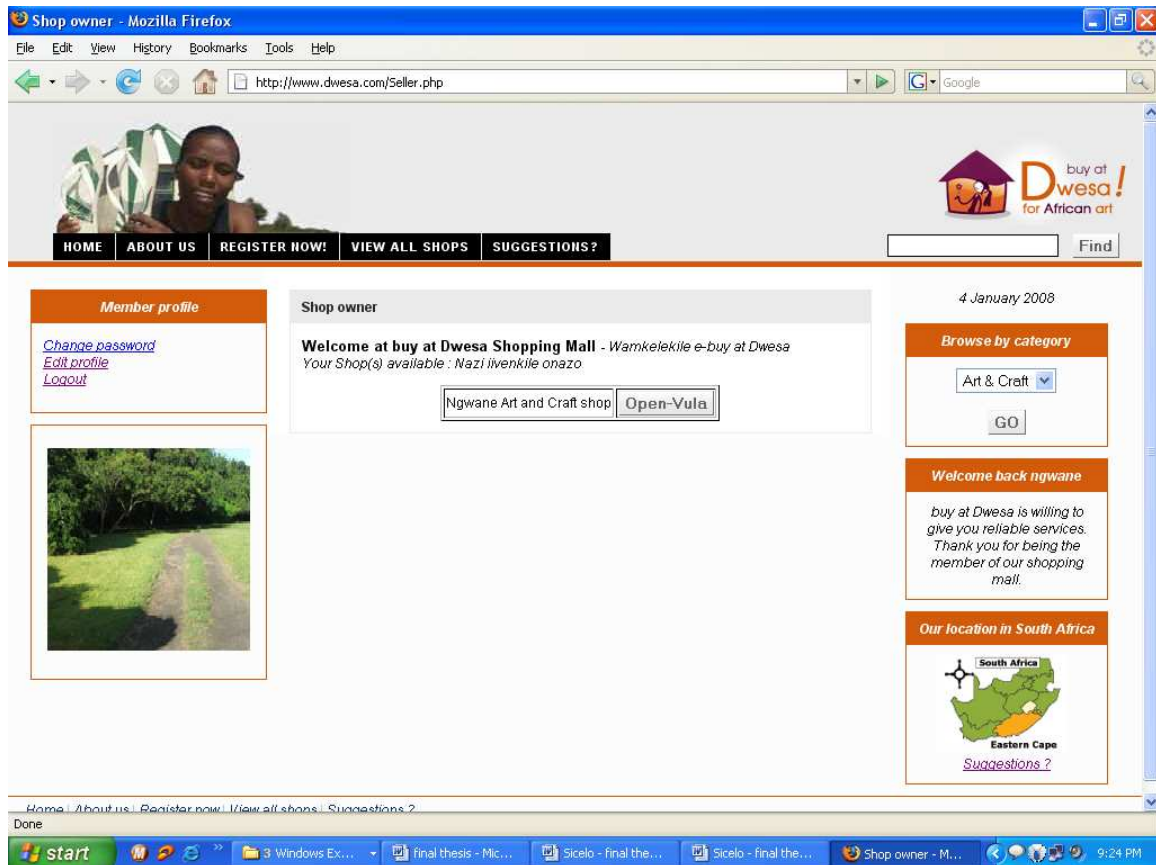 Shop owner - Mozilla Firefox
File Edit View History Bookmarks Tools Help
http://www.dwesa.com/Seller.php
G Google
buy at
Dwesa!
for African art
HOME ABOUT US REGISTER NOW! VIEW ALL SHOPS SUGGESTIONS?
Find
Member profile
Change password
Edit profile
Logout
Shop owner
Welcome at buy at Dwesa Shopping Mall - Wamkelekile e-buy at Dwesa
Your Shop(s) available : Nazi iivenkile onazo
Ngwane Art and Craft shop Open-Vula
4 January 2008
Browse by category
Art & Craft
GO
Welcome back ngwane
buy at Dwesa is willing to
give you reliable services.
Thank you for being the
member of our shopping
mall.
Our location in South Africa
South Africa
Eastern Cape
Suggestions ?
Home | About us | Register now | View all shops | Suggestions ?
Done
start 3 Windows Ex... final thesis - Mic... Sicelo - final the... Sicelo - final the... Shop owner - M... 9:24 PM